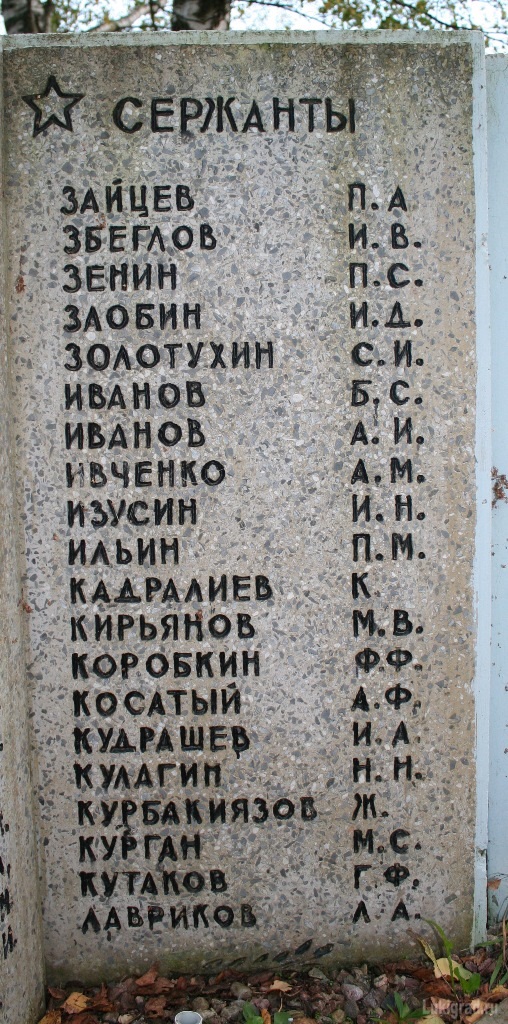 СЕРЖАНТЫ
ЗАЙЦЕВ П.А
ЗБЕГЛОВ И.В.
ЗЕНИН П.С.
ЗЛОБИН И.Д.
ЗОЛОТУХИН С.И.
ИВАНОВ Б.С.
ИВАНОВ А.И.
ИВЧЕНКО А.М.
ИЗУСИН И.Н.
ИЛЬИН П.М.
КАДРАЛИЕВ К.
КИРЬЯНОВ М.В.
КОРОБКИН Ф.Ф.
КОСАТЫЙ А.Ф.
КУДРАШЕВ И.А
КУЛАГИН Н.Н.
КУРБАКИЯЗОВ Ж.
КУРГАН М.С.
КУТАКОВ Г.Ф.
ЛАВРИКОВ Л.А.